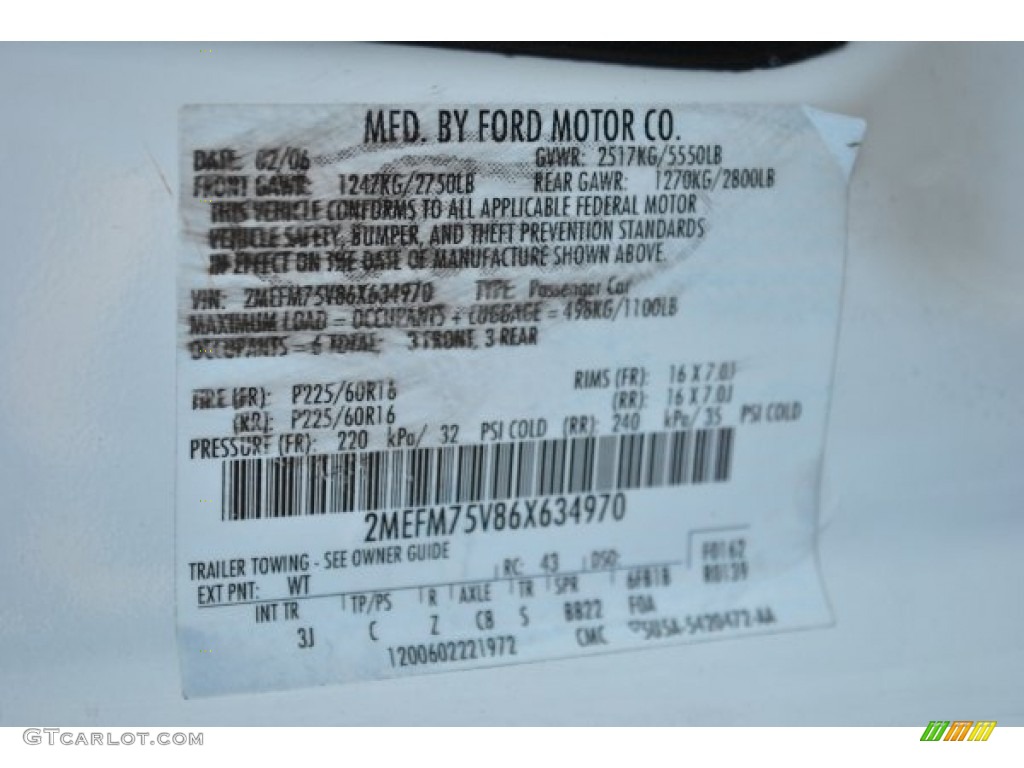 MFD. BY FORD MOTOR CO.
DATE: 02/06 GVWR: 2517KG/5550LB
FRONT GAWR: 1247KG/2750LB REAR GAWR: 1270KG/2800LB
THIS VEHICLE CONFORMS TO ALL APPLICABLE FEDERAL MOTOR
VEHICLE SAFETY, BUMPER, AND THEFT PREVENTION STANDARDS
IN EFFECT ON THE DATE OF MANUFACTURE SHOWN ABOVE.
VIN: 2MEFM75V86X634970 TYPE: Passenger Car
MAXIMUM LOAD = OCCUPANTS + LUGGAGE = 498KG/1100LB
OCCUPANTS = 6 TOTAL: 3 FRONT, 3 REAR
TIRE (FR): P225/60R16 RIMS (FR): 16 X 7.0J
(RR): P225/60R16 (RR): 16 X 7.0J
PRESSURE (FR): 220 kPa/ 32 PSI COLD (RR): 240 kPa/ 35 PSI COLD
2MEFM75V86X634970
TRAILER TOWING - SEE OWNER GUIDE
EXT PNT: WT RC: 43 DSO: F0162
INT TR TP/PS R AXLE TR SPR 6FB18 R0139
3J C Z CB S BB22 FOA
1200602221972 CMC 5U5A-5420472-AA
GTCARLOT.COM